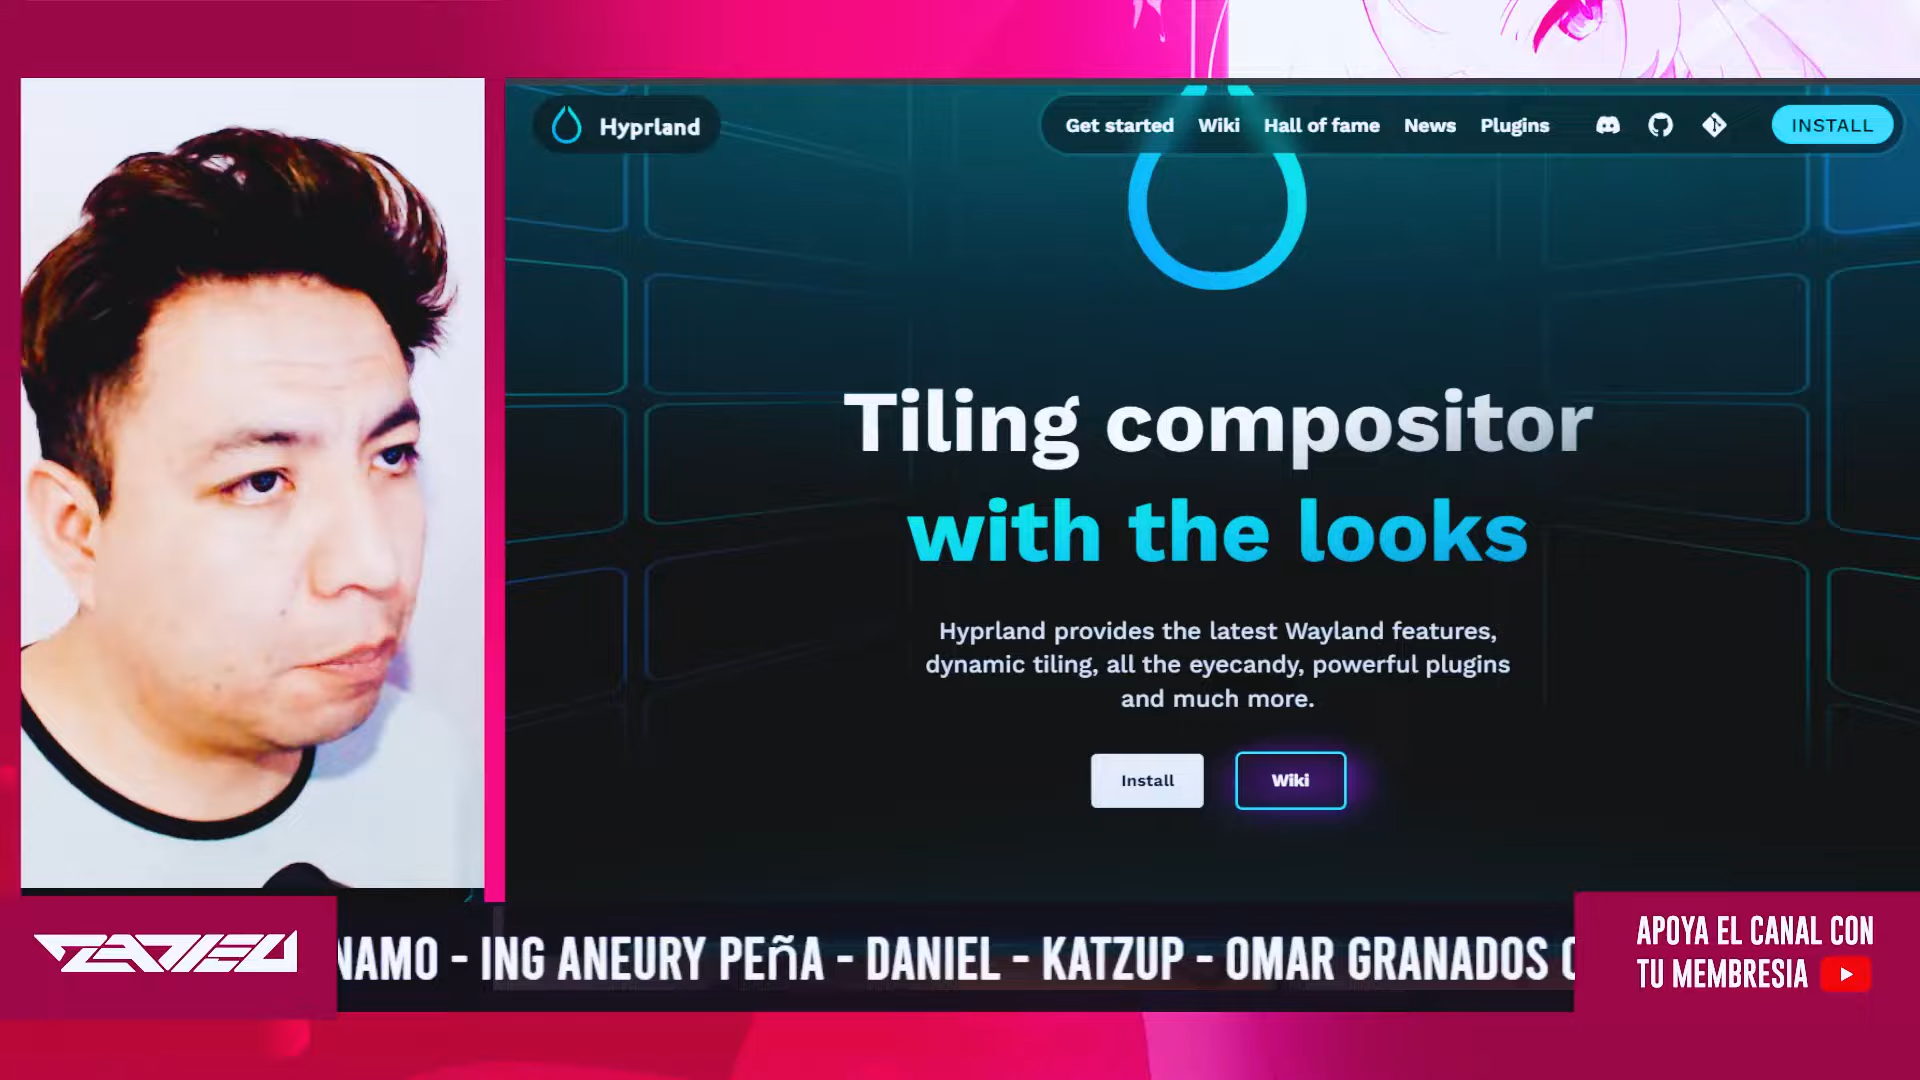 Hyprland
Get started Wiki Hall of fame News Plugins INSTALL
Tiling compositor
with the looks
Hyprland provides the latest Wayland features,
dynamic tiling, all the eyecandy, powerful plugins
and much more.
Install Wiki
NAMO - ING ANEURY PEñA - DANIEL - KATZUP - OMAR GRANADOS
APOYA EL CANAL CON
TU MEMBRESIA